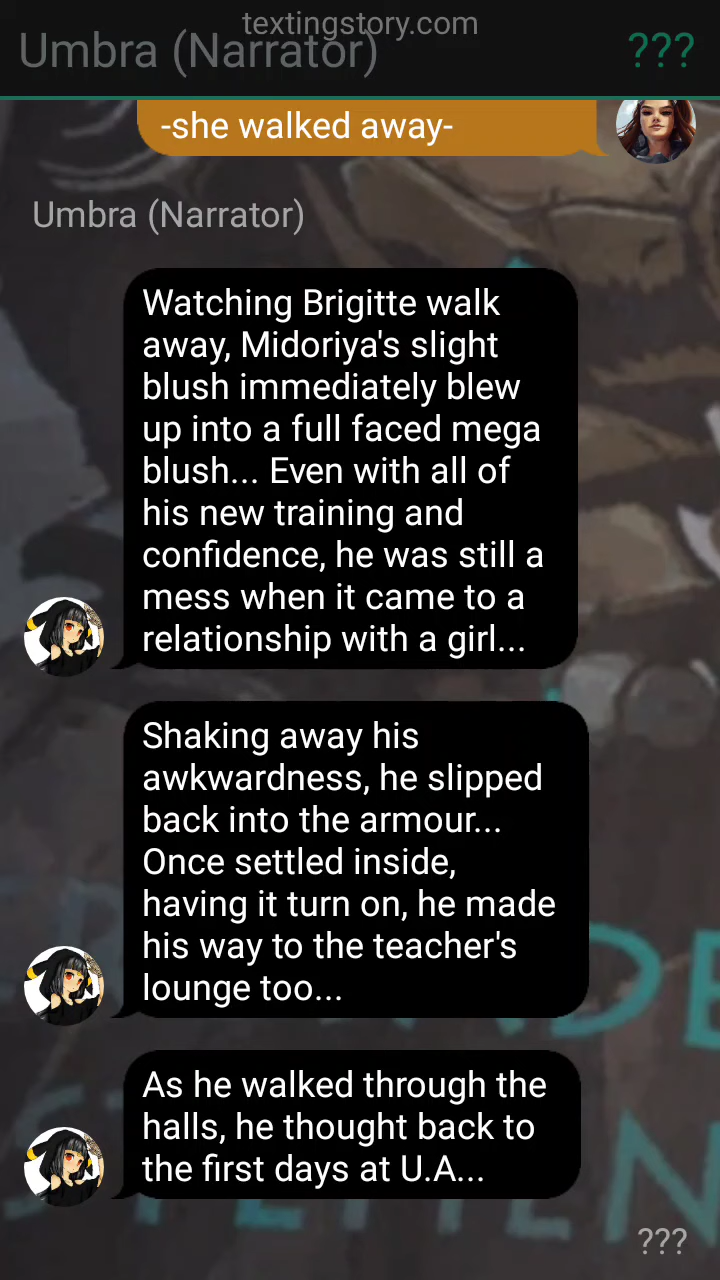 textingstory.com
Umbra (Narrator)
???
-she walked away-
Umbra (Narrator)
Watching Brigitte walk
away, Midoriya's slight
blush immediately blew
up into a full faced mega
blush... Even with all of
his new training and
confidence, he was still a
mess when it came to a
relationship with a girl...
Shaking away his
awkwardness, he slipped
back into the armour...
Once settled inside,
having it turn on, he made
his way to the teacher's
lounge too...
As he walked through the
halls, he thought back to
the first days at U.A...
???